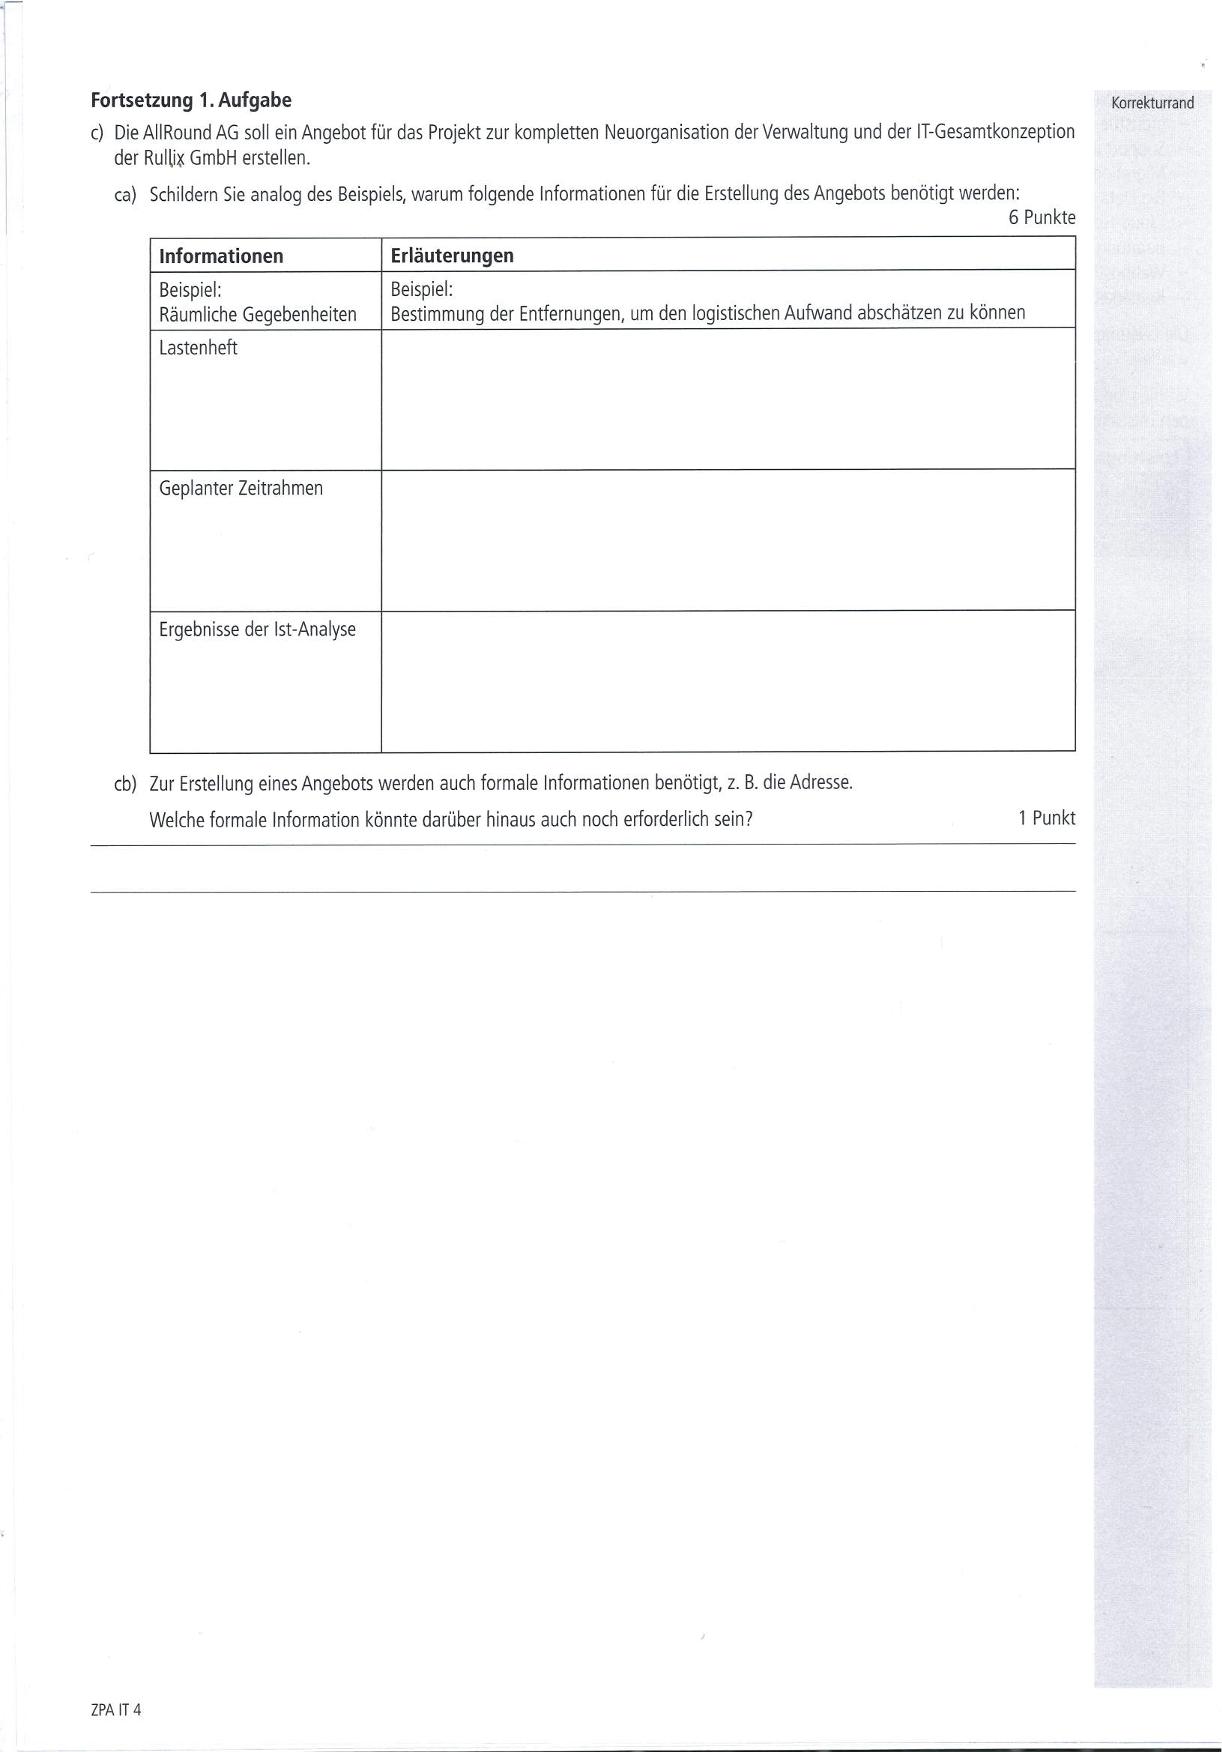 Fortsetzung 1. Aufgabe
Korrekturrand
c) Die AllRound AG soll ein Angebot für das Projekt zur kompletten Neuorganisation der Verwaltung und der IT-Gesamtkonzeption
der Rullix GmbH erstellen.
ca) Schildern Sie analog des Beispiels, warum folgende Informationen für die Erstellung des Angebots benötigt werden:
6 Punkte
Informationen Erläuterungen
Beispiel: Beispiel:
Räumliche Gegebenheiten Bestimmung der Entfernungen, um den logistischen Aufwand abschätzen zu können
Lastenheft
Geplanter Zeitrahmen
Ergebnisse der Ist-Analyse
cb) Zur Erstellung eines Angebots werden auch formale Informationen benötigt, z. B. die Adresse.
Welche formale Information könnte darüber hinaus auch noch erforderlich sein? 1 Punkt
ZPA IT 4